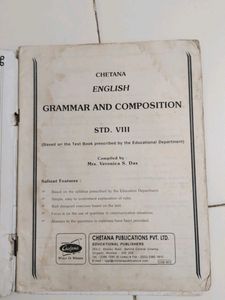 CHETANA
ENGLISH
GRAMMAR AND COMPOSITION
STD. VIII
(Based on the Text Book prescribed by the Educational Department)
Compiled by
Mrs. Veronica S. Das
Salient Features :
Based on the syllabus prescribed by the Education Department.
Simple, easy to understand explanation of rules.
Well designed exercises based on the text.
Focus is on the use of grammar in communicative situations.
Answers to the questions in exercises have been provided.
Chetana
CHETANA PUBLICATIONS PVT. LTD.
EDUCATIONAL PUBLISHERS